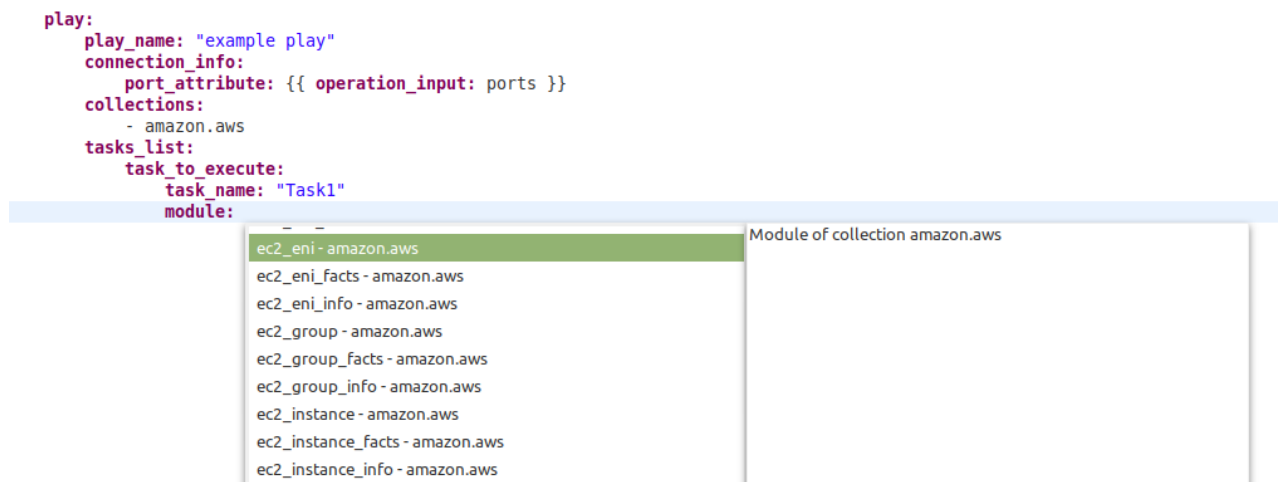 play:
play_name: "example play"
connection_info:
port_attribute: {{ operation_input: ports }}
collections:
- amazon.aws
tasks_list:
task_to_execute:
task_name: "Task1"
module:
ec2_eni - amazon.aws
Module of collection amazon.aws
ec2_eni_facts - amazon.aws
ec2_eni_info - amazon.aws
ec2_group - amazon.aws
ec2_group_facts - amazon.aws
ec2_group_info - amazon.aws
ec2_instance - amazon.aws
ec2_instance_facts - amazon.aws
ec2_instance_info - amazon.aws